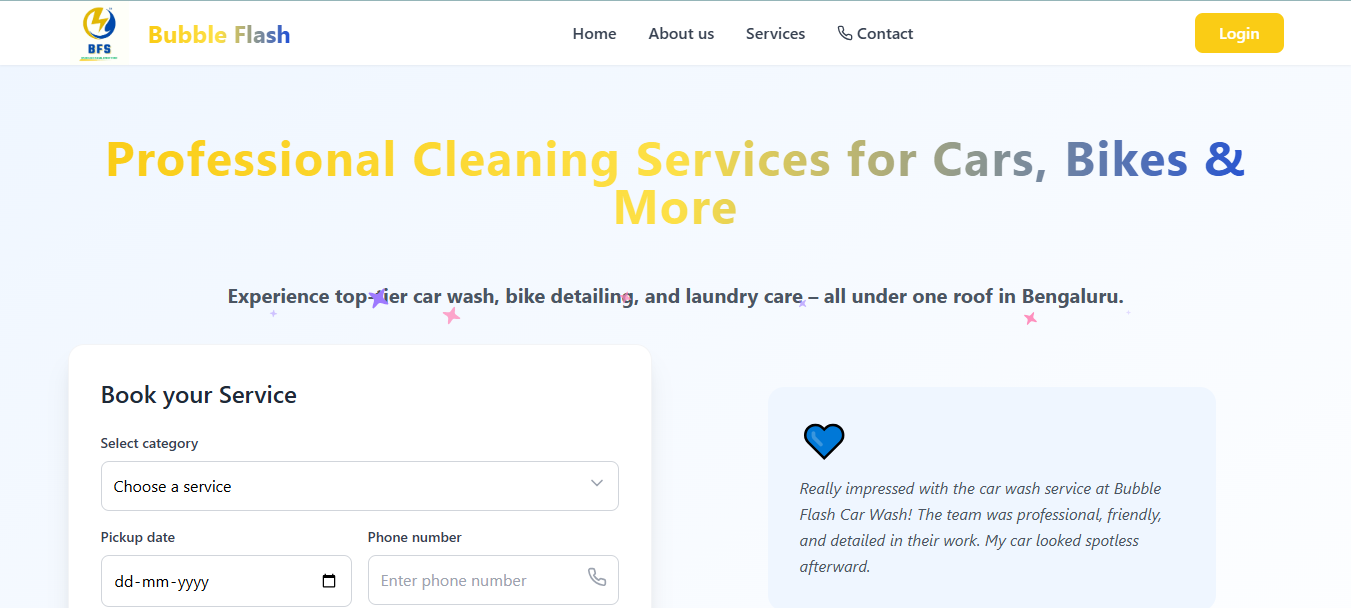 BFS
Bubble Flash
Home
About us
Services
Contact
Login
Professional Cleaning Services for Cars, Bikes &
More
Experience top-tier car wash, bike detailing, and laundry care – all under one roof in Bengaluru.
Book your Service
Select category
Choose a service
Pickup date
Phone number
dd-mm-yyyy
Enter phone number
Really impressed with the car wash service at Bubble
Flash Car Wash! The team was professional, friendly,
and detailed in their work. My car looked spotless
afterward.